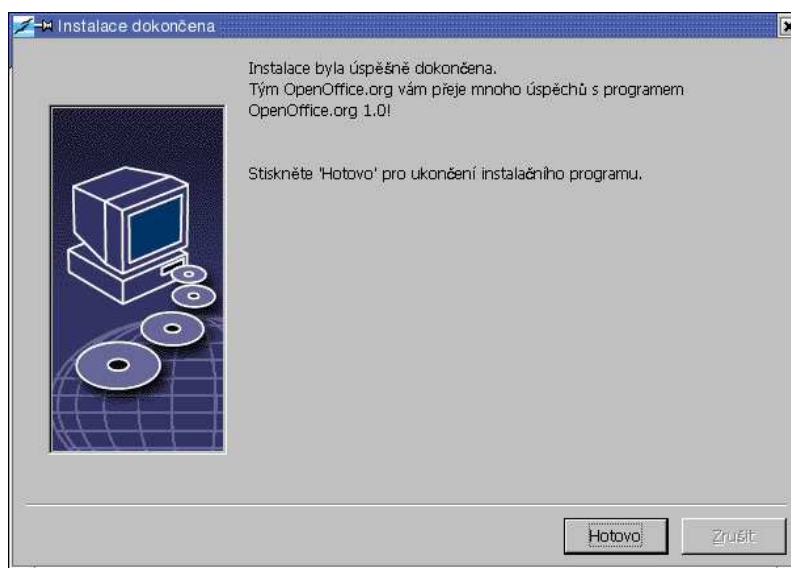 Instalace dokončena
Instalace byla úspěšně dokončena.
Tým OpenOffice.org vám přeje mnoho úspěchů s programem
OpenOffice.org 1.0!
Stiskněte 'Hotovo' pro ukončení instalačního programu.
Hotovo
Zrušit